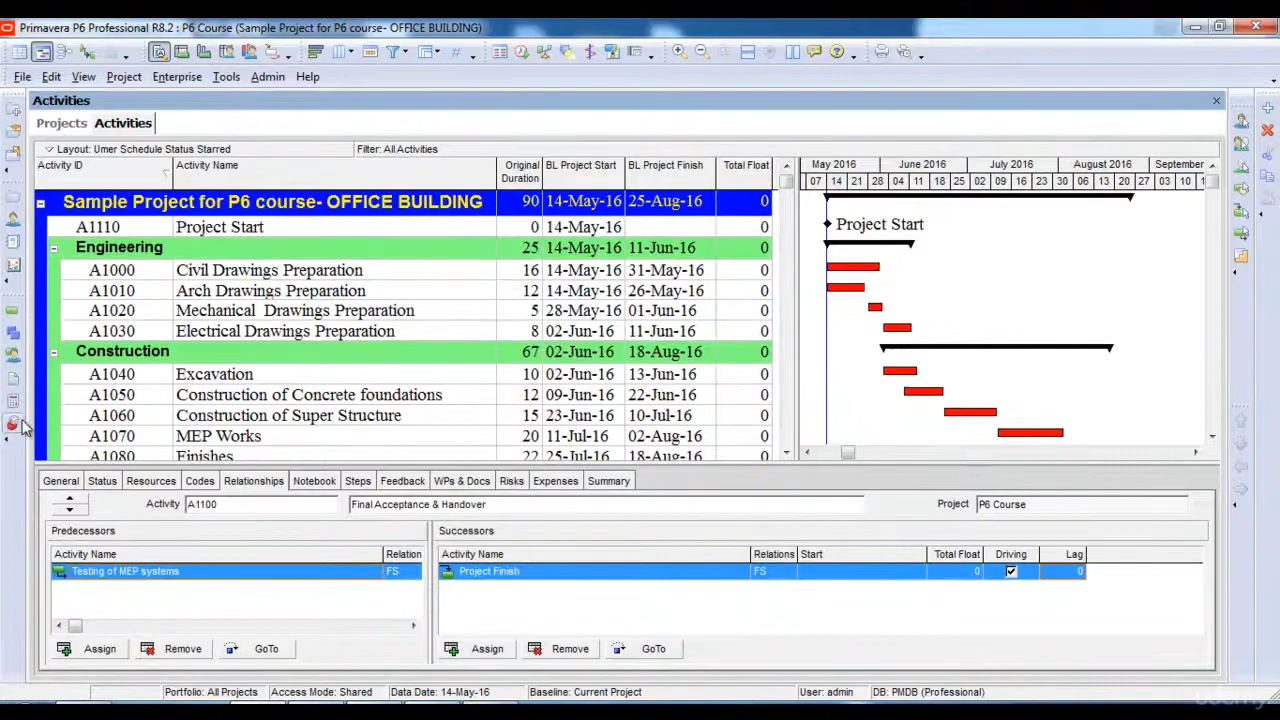 Primavera P6 Professional R8.2 : P6 Course (Sample Project for P6 course- OFFICE BUILDING)
File Edit View Project Enterprise Tools Admin Help
Activities
Projects Activities
Layout: Umer Schedule Status Starred Filter: All Activities
Activity ID Activity Name Original Duration BL Project Start BL Project Finish Total Float May 2016 June 2016 July 2016 August 2016 September
07 14 21 28 04 11 18 25 02 09 16 23 30 06 13 20 27 03 10 1
Sample Project for P6 course- OFFICE BUILDING 90 14-May-16 25-Aug-16 0
A1110 Project Start 0 14-May-16 0 Project Start
Engineering 25 14-May-16 11-Jun-16 0
A1000 Civil Drawings Preparation 16 14-May-16 31-May-16 0
A1010 Arch Drawings Preparation 12 14-May-16 26-May-16 0
A1020 Mechanical Drawings Preparation 5 28-May-16 01-Jun-16 0
A1030 Electrical Drawings Preparation 8 02-Jun-16 11-Jun-16 0
Construction 67 02-Jun-16 18-Aug-16 0
A1040 Excavation 10 02-Jun-16 13-Jun-16 0
A1050 Construction of Concrete foundations 12 09-Jun-16 22-Jun-16 0
A1060 Construction of Super Structure 15 23-Jun-16 10-Jul-16 0
A1070 MEP Works 20 11-Jul-16 02-Aug-16 0
A1080 Finishes 22 25-Jul-16 18-Aug-16 0
General Status Resources Codes Relationships Notebook Steps Feedback WPs & Docs Risks Expenses Summary
Activity A1100 Final Acceptance & Handover Project P6 Course
Predecessors Successors
Activity Name Relation Activity Name Relations Start Total Float Driving Lag
Testing of MEP systems FS Project Finish FS 0 0
Assign Remove GoTo Assign Remove GoTo
Portfolio: All Projects Access Mode: Shared Data Date: 14-May-16 Baseline: Current Project User: admin DB: PMDB (Professional)
udemy